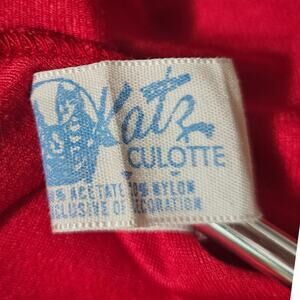 Katz
CULOTTE
ACETATE NYLON
EXCLUSIVE OF DECORATION